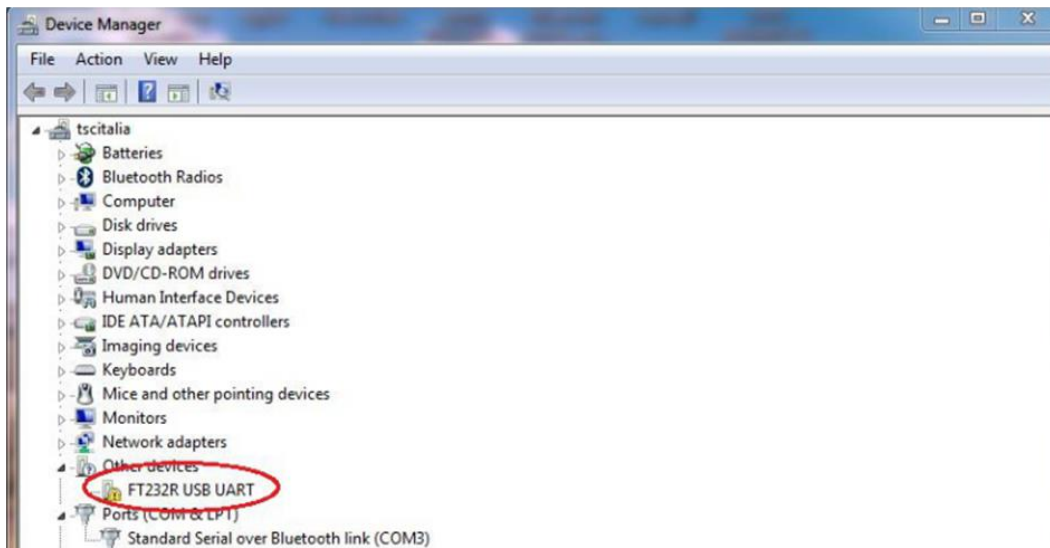 Device Manager
File Action View Help
tscitalia
Batteries
Bluetooth Radios
Computer
Disk drives
Display adapters
DVD/CD-ROM drives
Human Interface Devices
IDE ATA/ATAPI controllers
Imaging devices
Keyboards
Mice and other pointing devices
Monitors
Network adapters
Other devices
FT232R USB UART
Ports (COM & LPT)
Standard Serial over Bluetooth link (COM3)